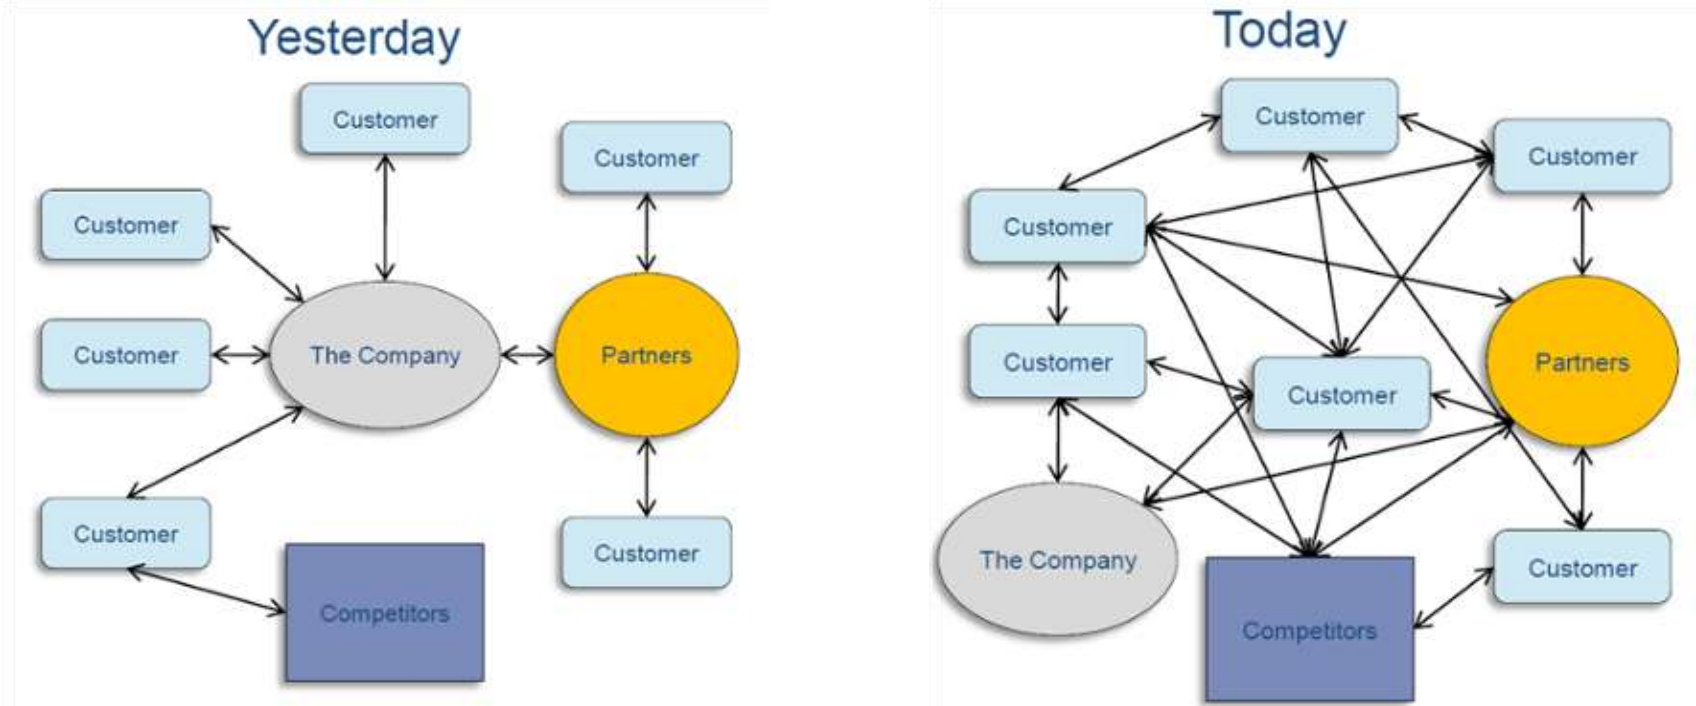 Yesterday
Customer
Customer
Customer
Customer
The Company
Partners
Customer
Customer
Competitors
Customer
Today
Customer
Customer
Customer
Customer
Customer
Partners
The Company
Customer
Competitors